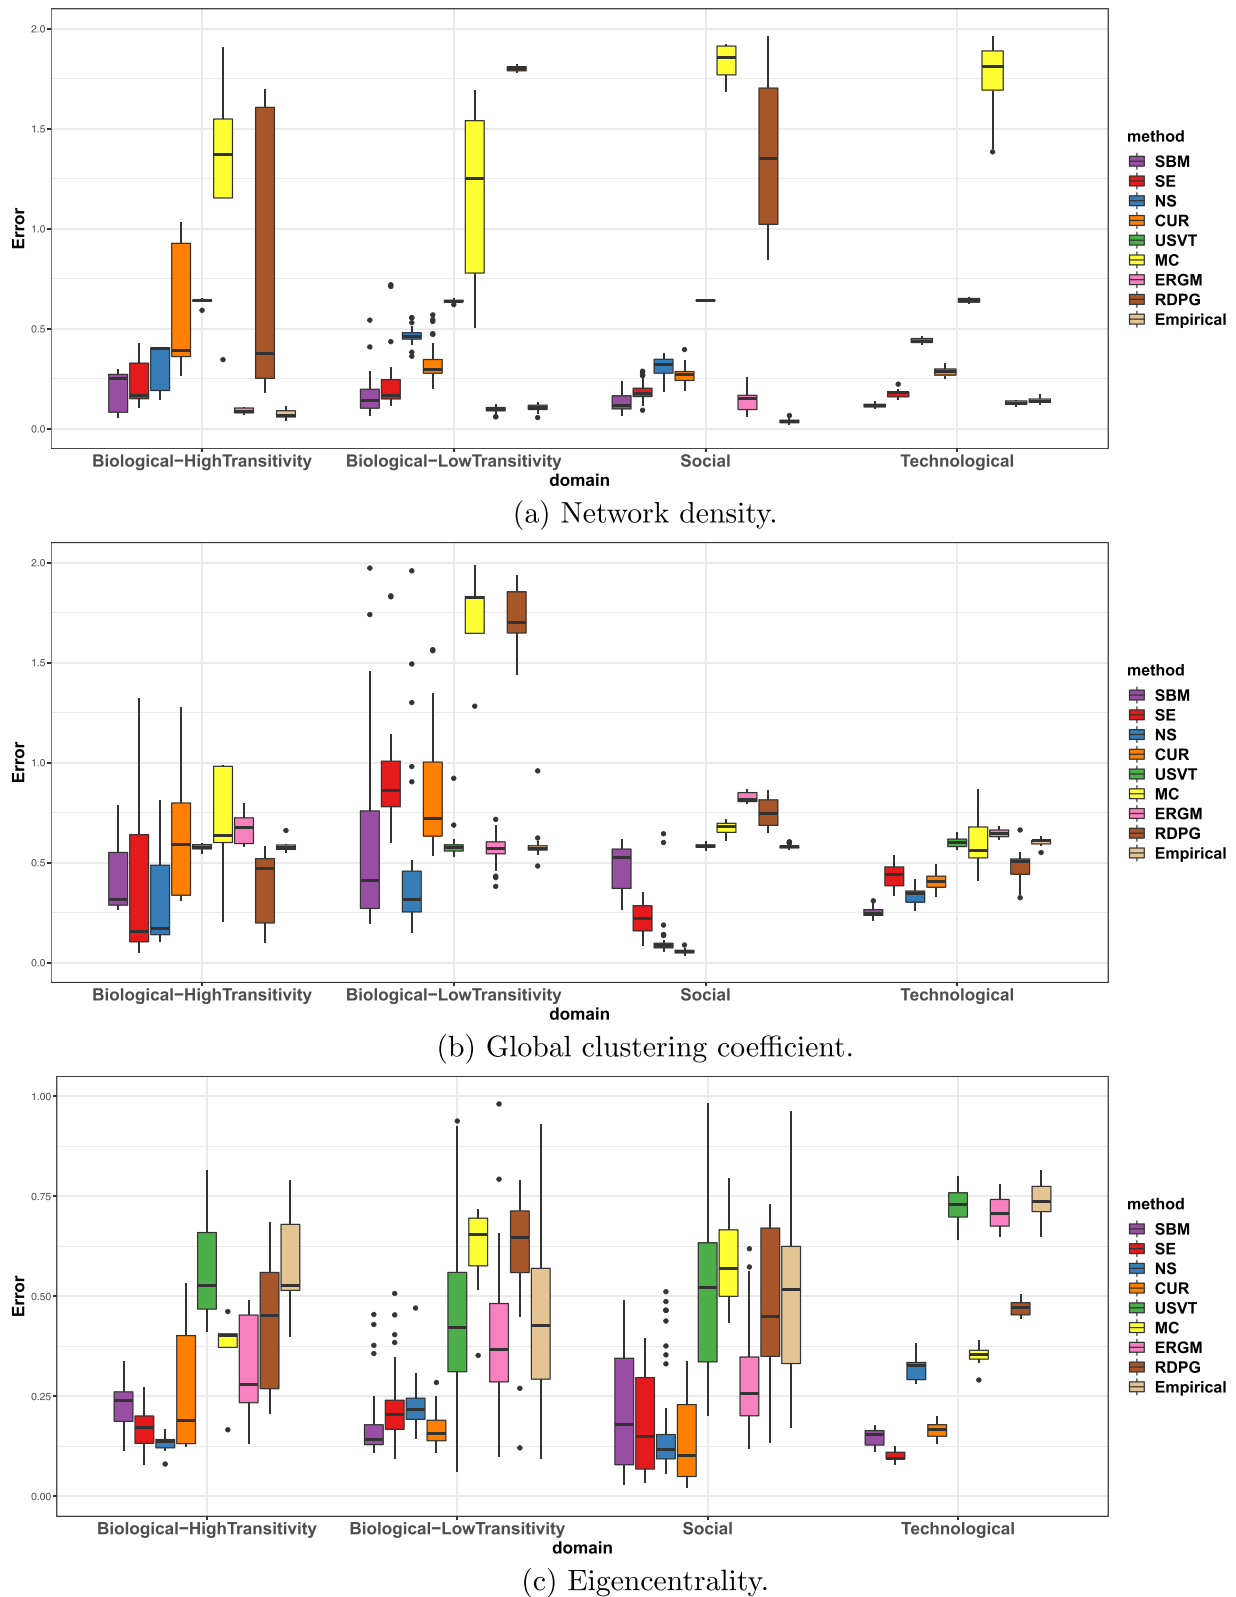 2.0
1.5
1.0
0.5
0.0
Error
Biological−HighTransitivity
Biological−LowTransitivity
Social
Technological
domain
method
SBM
SE
NS
CUR
USVT
MC
ERGM
RDPG
Empirical
(a) Network density.
2.0
1.5
1.0
0.5
0.0
Error
Biological−HighTransitivity
Biological−LowTransitivity
Social
Technological
domain
method
SBM
SE
NS
CUR
USVT
MC
ERGM
RDPG
Empirical
(b) Global clustering coefficient.
1.00
0.75
0.50
0.25
0.00
Error
Biological−HighTransitivity
Biological−LowTransitivity
Social
Technological
domain
method
SBM
SE
NS
CUR
USVT
MC
ERGM
RDPG
Empirical
(c) Eigencentrality.